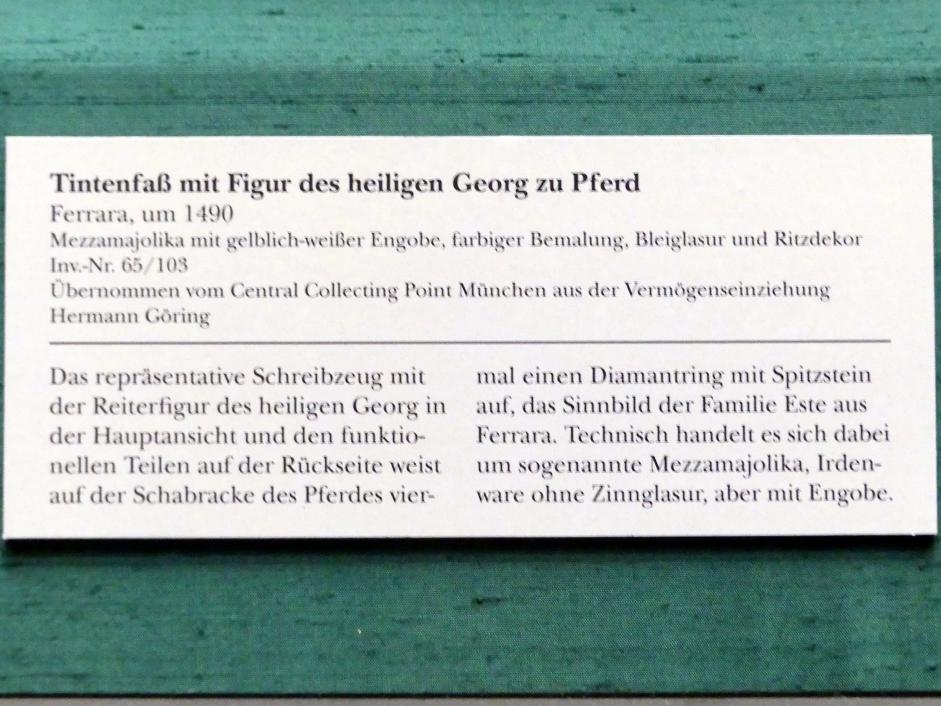 Tintenfaß mit Figur des heiligen Georg zu Pferd
Ferrara, um 1490
Mezzamajolika mit gelblich-weißer Engobe, farbiger Bemalung, Bleiglasur und Ritzdekor
Inv.-Nr. 65/103
Übernommen vom Central Collecting Point München aus der Vermögenseinziehung
Hermann Göring
Das repräsentative Schreibzeug mit
der Reiterfigur des heiligen Georg in
der Hauptansicht und den funktio-
nellen Teilen auf der Rückseite weist
auf der Schabracke des Pferdes vier-
mal einen Diamantring mit Spitzstein
auf, das Sinnbild der Familie Este aus
Ferrara. Technisch handelt es sich dabei
um sogenannte Mezzamajolika, Irden-
ware ohne Zinnglasur, aber mit Engobe.